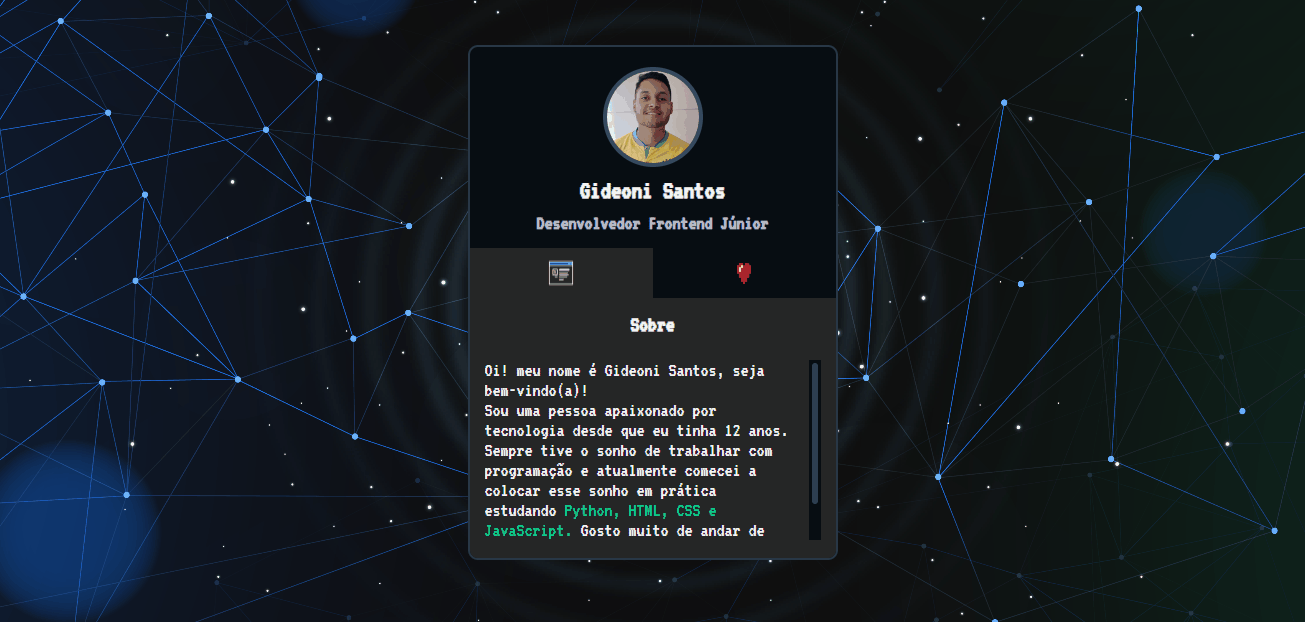 Gideoni Santos
Desenvolvedor Frontend Júnior
Sobre
Oi! meu nome é Gideoni Santos, seja
bem-vindo(a)!
Sou uma pessoa apaixonado por
tecnologia desde que eu tinha 12 anos.
Sempre tive o sonho de trabalhar com
programação e atualmente comecei a
colocar esse sonho em prática
estudando Python, HTML, CSS e
JavaScript. Gosto muito de andar de